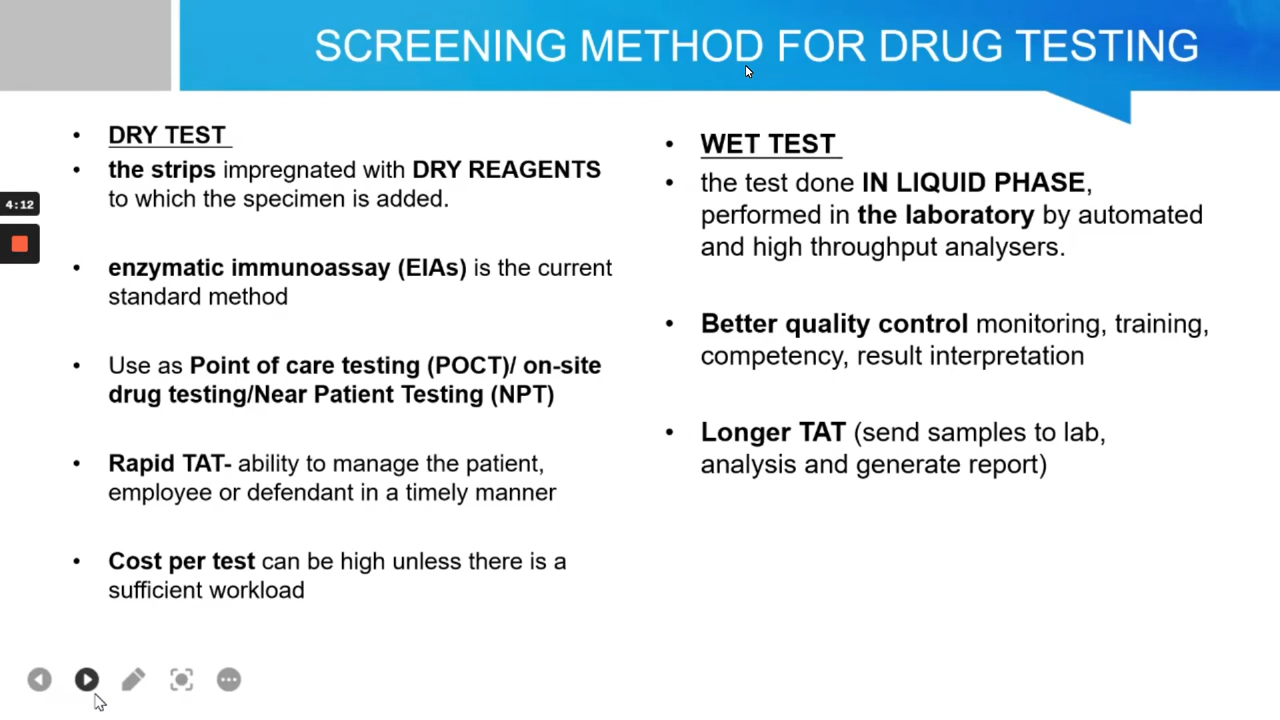 SCREENING METHOD FOR DRUG TESTING
• DRY TEST
• the strips impregnated with DRY REAGENTS
to which the specimen is added.
• enzymatic immunoassay (EIAs) is the current
standard method
• Use as Point of care testing (POCT)/ on-site
drug testing/Near Patient Testing (NPT)
• Rapid TAT- ability to manage the patient,
employee or defendant in a timely manner
• Cost per test can be high unless there is a
sufficient workload
• WET TEST
• the test done IN LIQUID PHASE,
performed in the laboratory by automated
and high throughput analysers.
• Better quality control monitoring, training,
competency, result interpretation
• Longer TAT (send samples to lab,
analysis and generate report)
4:12